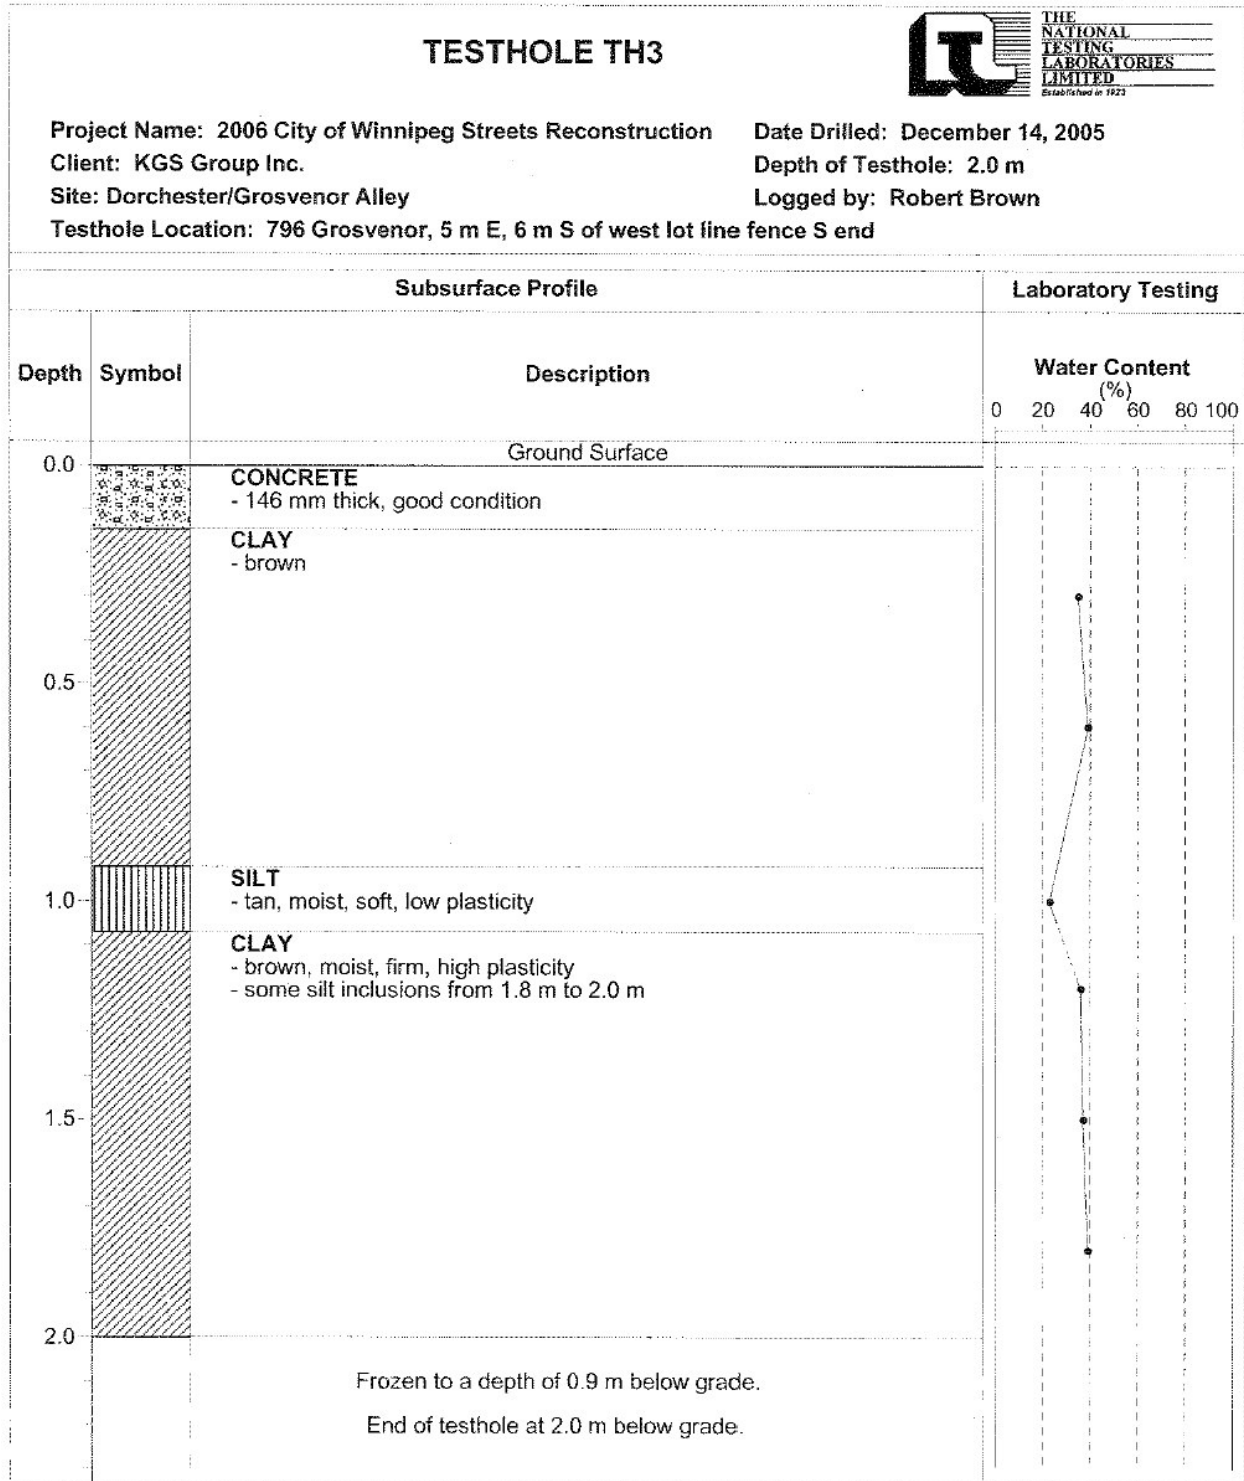 TESTHOLE TH3
THE
NATIONAL
TESTING
LABORATORIES
LIMITED
Established in 1923
Project Name: 2006 City of Winnipeg Streets Reconstruction
Date Drilled: December 14, 2005
Client: KGS Group Inc.
Depth of Testhole: 2.0 m
Site: Dorchester/Grosvenor Alley
Logged by: Robert Brown
Testhole Location: 796 Grosvenor, 5 m E, 6 m S of west lot line fence S end
Subsurface Profile
Laboratory Testing
Depth
Symbol
Description
Water Content
(%)
0 20 40 60 80 100
Ground Surface
0.0
CONCRETE
- 146 mm thick, good condition
CLAY
- brown
0.5
SILT
1.0
- tan, moist, soft, low plasticity
CLAY
- brown, moist, firm, high plasticity
- some silt inclusions from 1.8 m to 2.0 m
1.5
2.0
Frozen to a depth of 0.9 m below grade.
End of testhole at 2.0 m below grade.